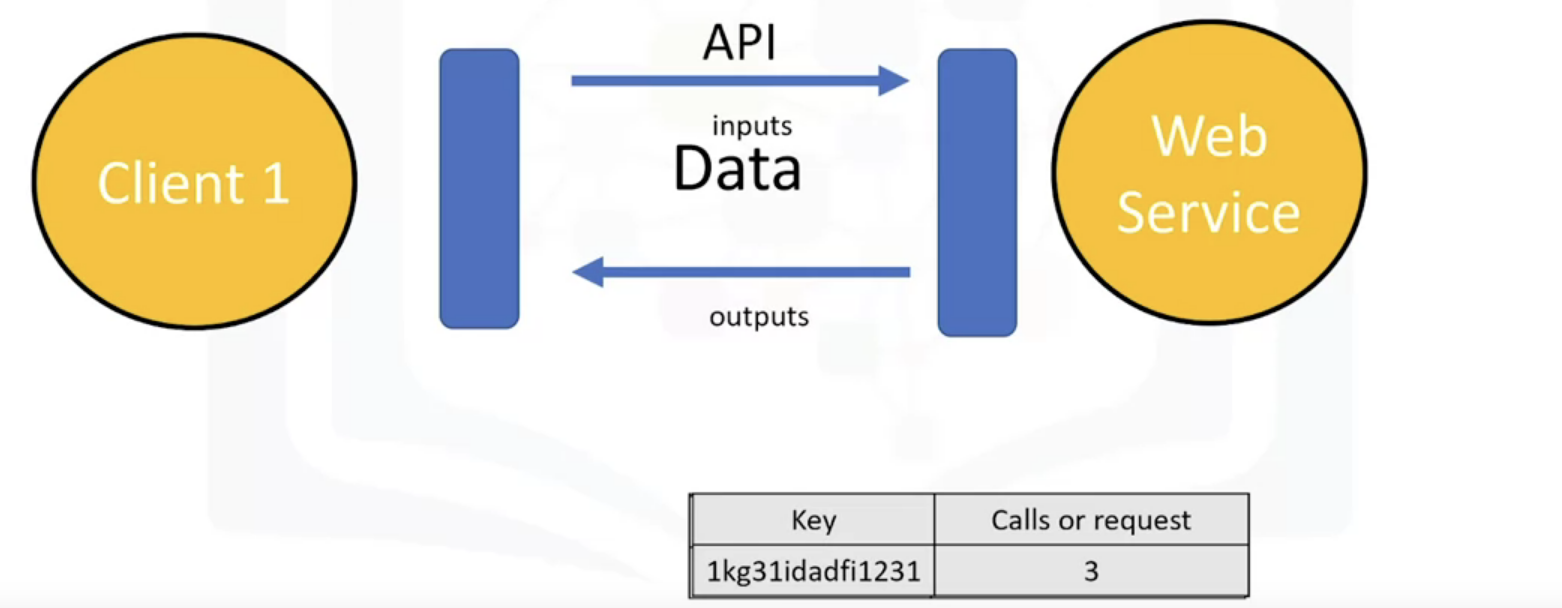 API
Client 1
inputs
Data
Web
Service
outputs
Key Calls or request
1kg31idadfi1231 3